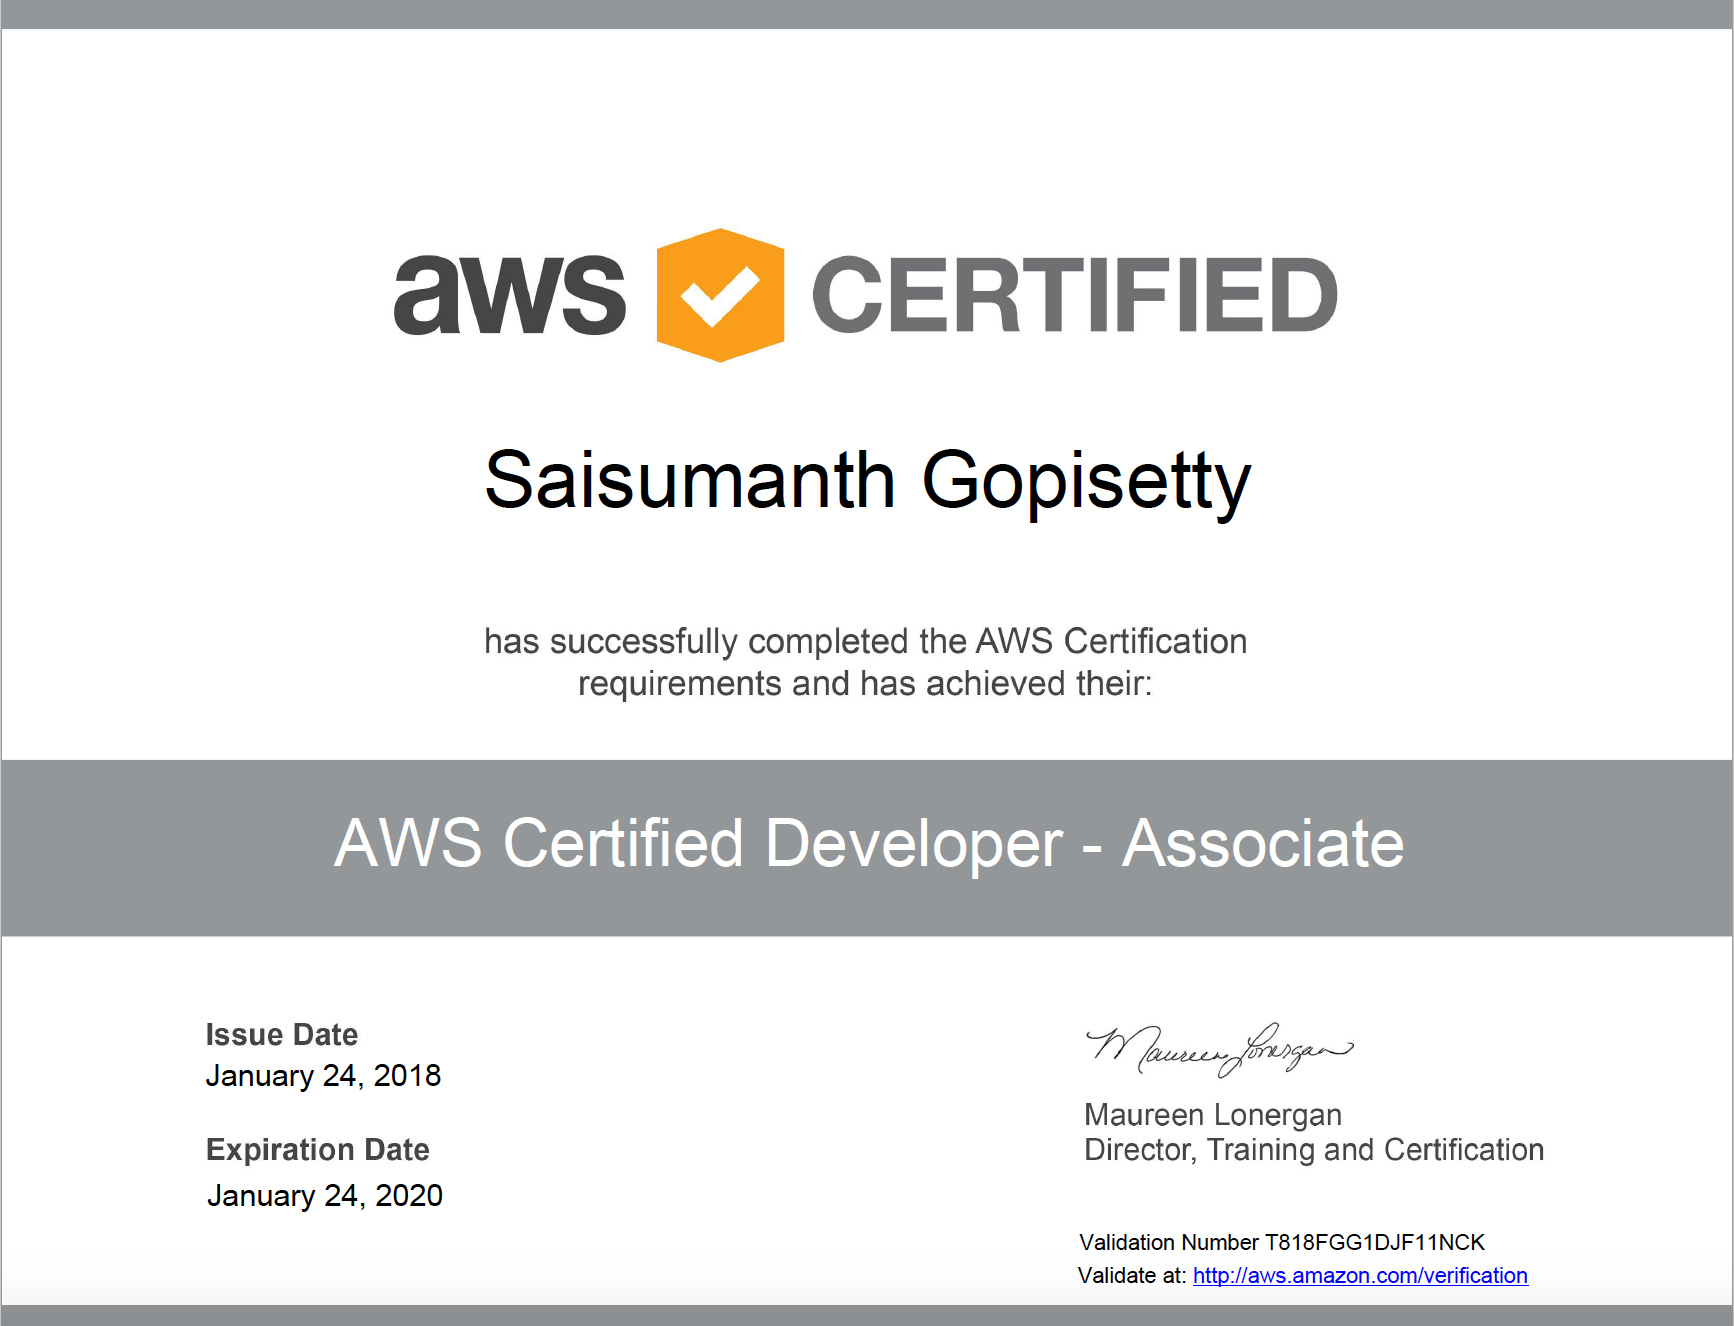 aws CERTIFIED
Saisumanth Gopisetty
has successfully completed the AWS Certification
requirements and has achieved their:
AWS Certified Developer - Associate
Issue Date
January 24, 2018
Expiration Date
January 24, 2020
Maureen Lonergan
Maureen Lonergan
Director, Training and Certification
Validation Number T818FGG1DJF11NCK
Validate at: http://aws.amazon.com/verification